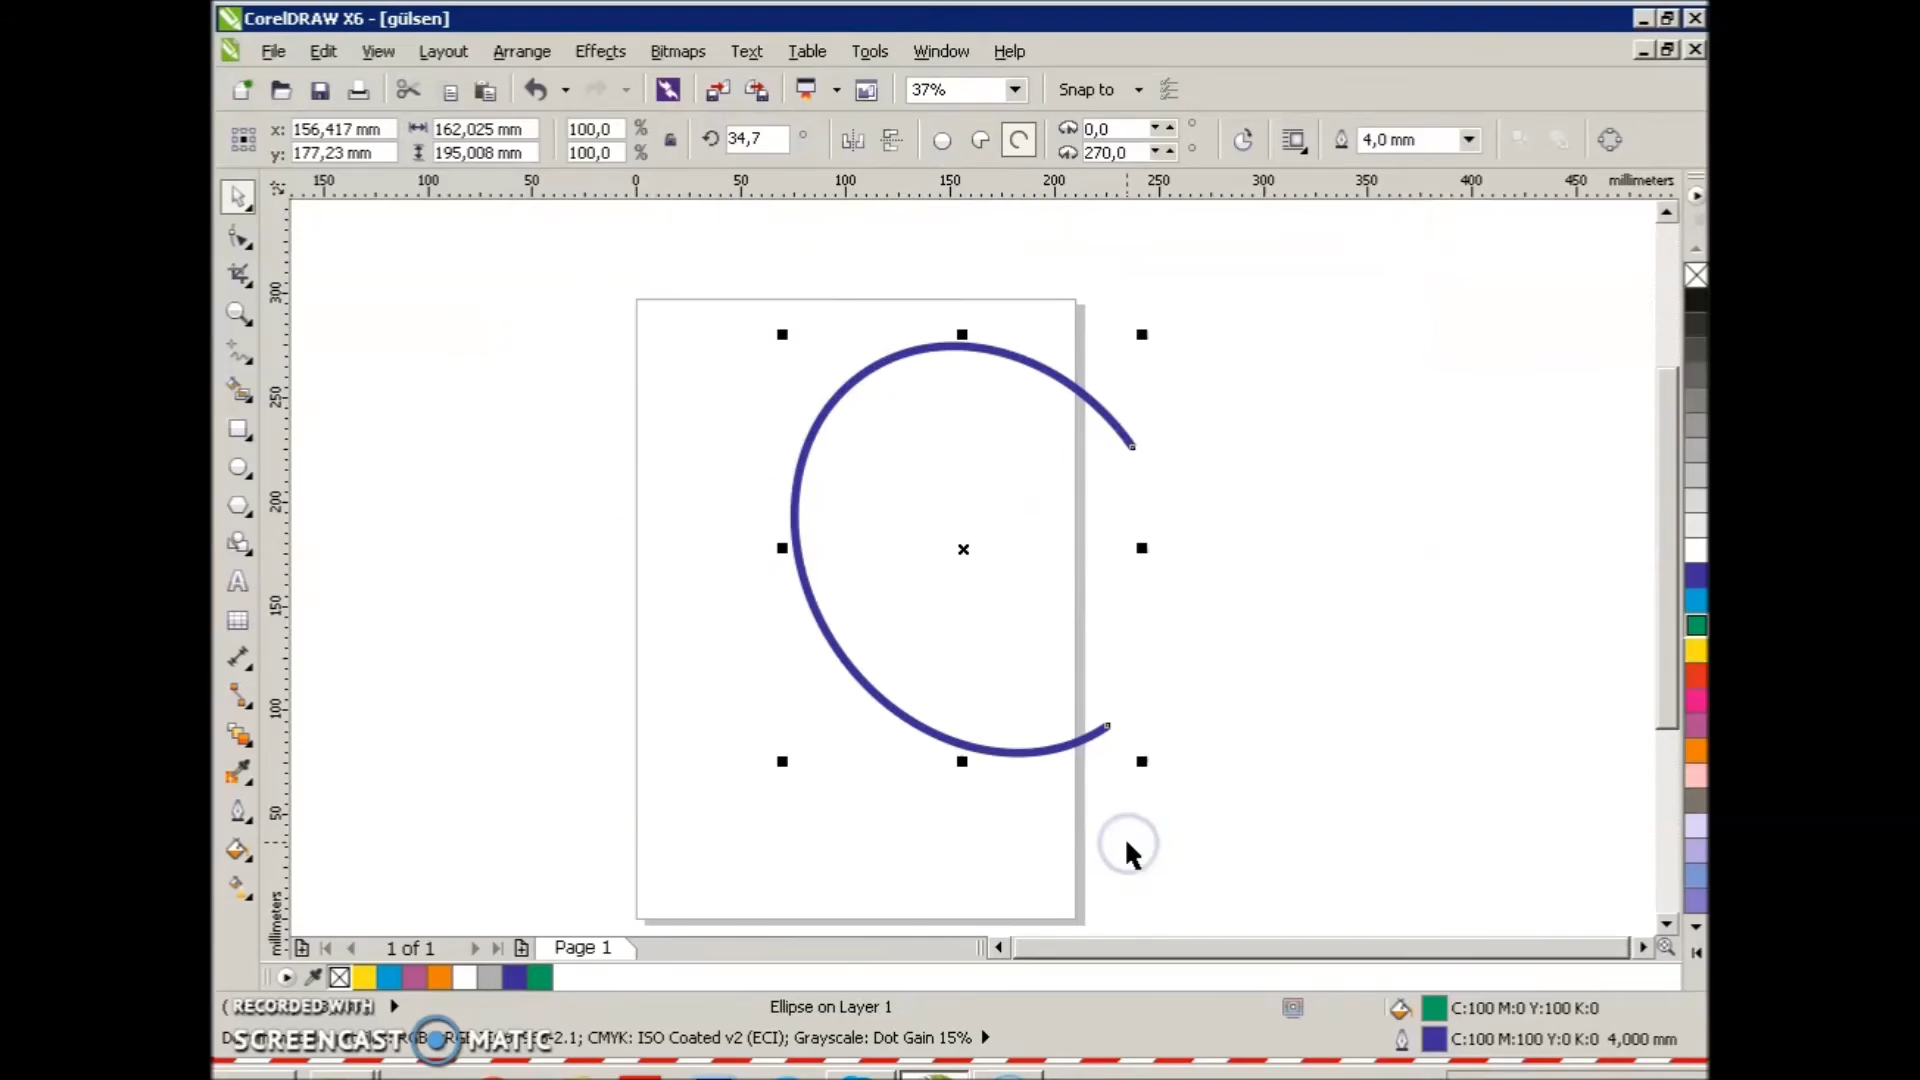 CorelDRAW X6 - [gülsen]
File Edit View Layout Arrange Effects Bitmaps Text Table Tools Window Help
37% Snap to
x: 156,417 mm 162,025 mm 100,0 % 34,7 ° 0,0 ° 4,0 mm
y: 177,23 mm 195,008 mm 100,0 % 270,0 °
150 100 50 0 50 100 150 200 250 300 350 400 450 millimeters
300
250
200
150
100
50
millimeters
1 of 1 Page 1
RECORDED WITH Ellipse on Layer 1 C:100 M:0 Y:100 K:0
SCREENCAST MATIC -2.1; CMYK: ISO Coated v2 (ECI); Grayscale: Dot Gain 15% C:100 M:100 Y:0 K:0 4,000 mm